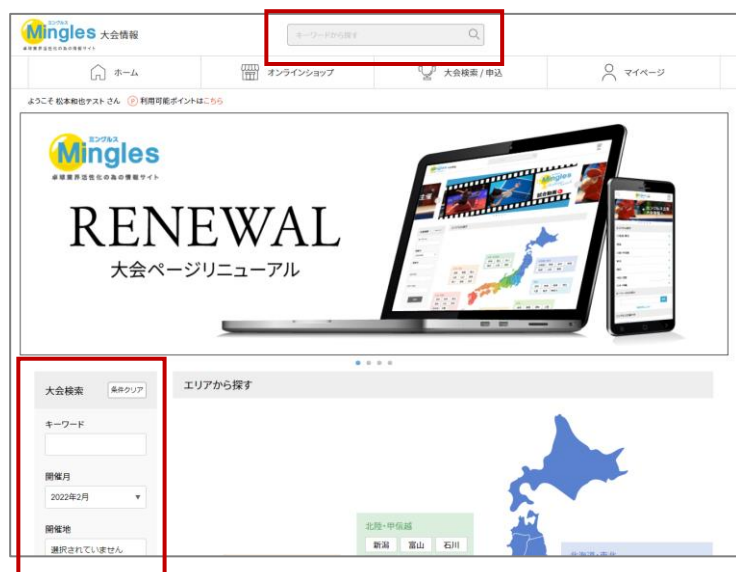 ミングルス
Mingles 大会情報
卓球業界活性化の為の情報サイト
キーワードから探す
ホーム
オンラインショップ
大会検索 / 申込
マイページ
ようこそ 松本和也テスト さん P 利用可能ポイントはこちら
ミングルス
Mingles
卓球業界活性化の為の情報サイト
RENEWAL
大会ページリニューアル
大会検索
条件クリア
エリアから探す
キーワード
開催月
2022年2月
開催地
選択されていません
北陸・甲信越
新潟 富山 石川
北海道・東北